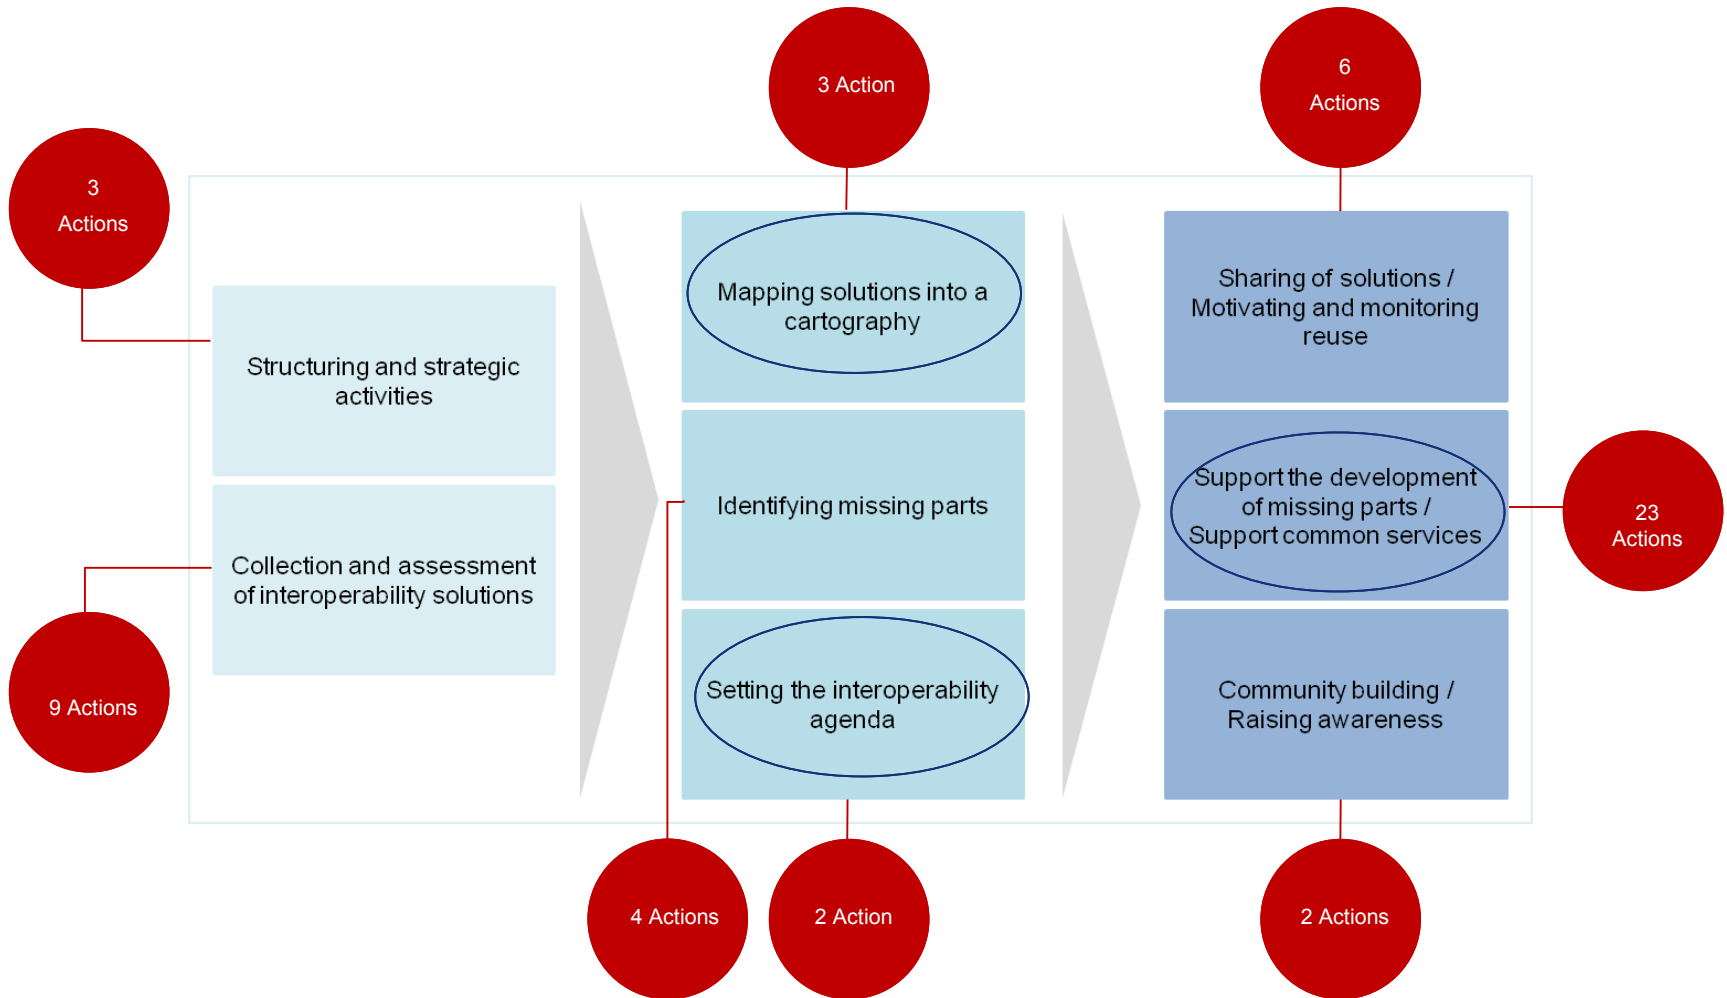 3 Action
6
Actions
3
Actions
Structuring and strategic
activities
Collection and assessment
of interoperability solutions
9 Actions
Mapping solutions into a
cartography
Identifying missing parts
Setting the interoperability
agenda
4 Actions
2 Action
Sharing of solutions /
Motivating and monitoring
reuse
Support the development
of missing parts /
Support common services
23
Actions
Community building /
Raising awareness
2 Actions